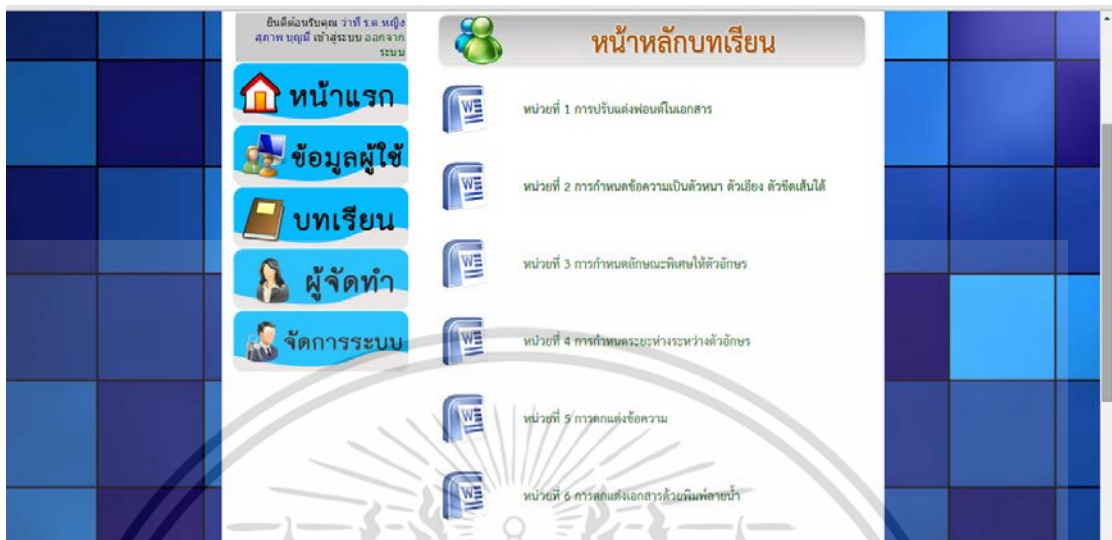 ยินดีต้อนรับคุณ ว่าที่ ร.ต.หญิง
สุภาพ บุญมี เข้าสู่ระบบ ออกจาก
ระบบ
หน้าแรก
ข้อมูลผู้ใช้
บทเรียน
ผู้จัดทำ
จัดการระบบ
หน้าหลักบทเรียน
หน่วยที่ 1 การปรับแต่งฟอนต์ในเอกสาร
หน่วยที่ 2 การกำหนดข้อความเป็นตัวหนา ตัวเอียง ตัวขีดเส้นใต้
หน่วยที่ 3 การกำหนดลักษณะพิเศษให้ตัวอักษร
หน่วยที่ 4 การกำหนดระยะห่างระหว่างตัวอักษร
หน่วยที่ 5 การตกแต่งข้อความ
หน่วยที่ 6 การตกแต่งเอกสารด้วยพิมพ์ลายน้ำ